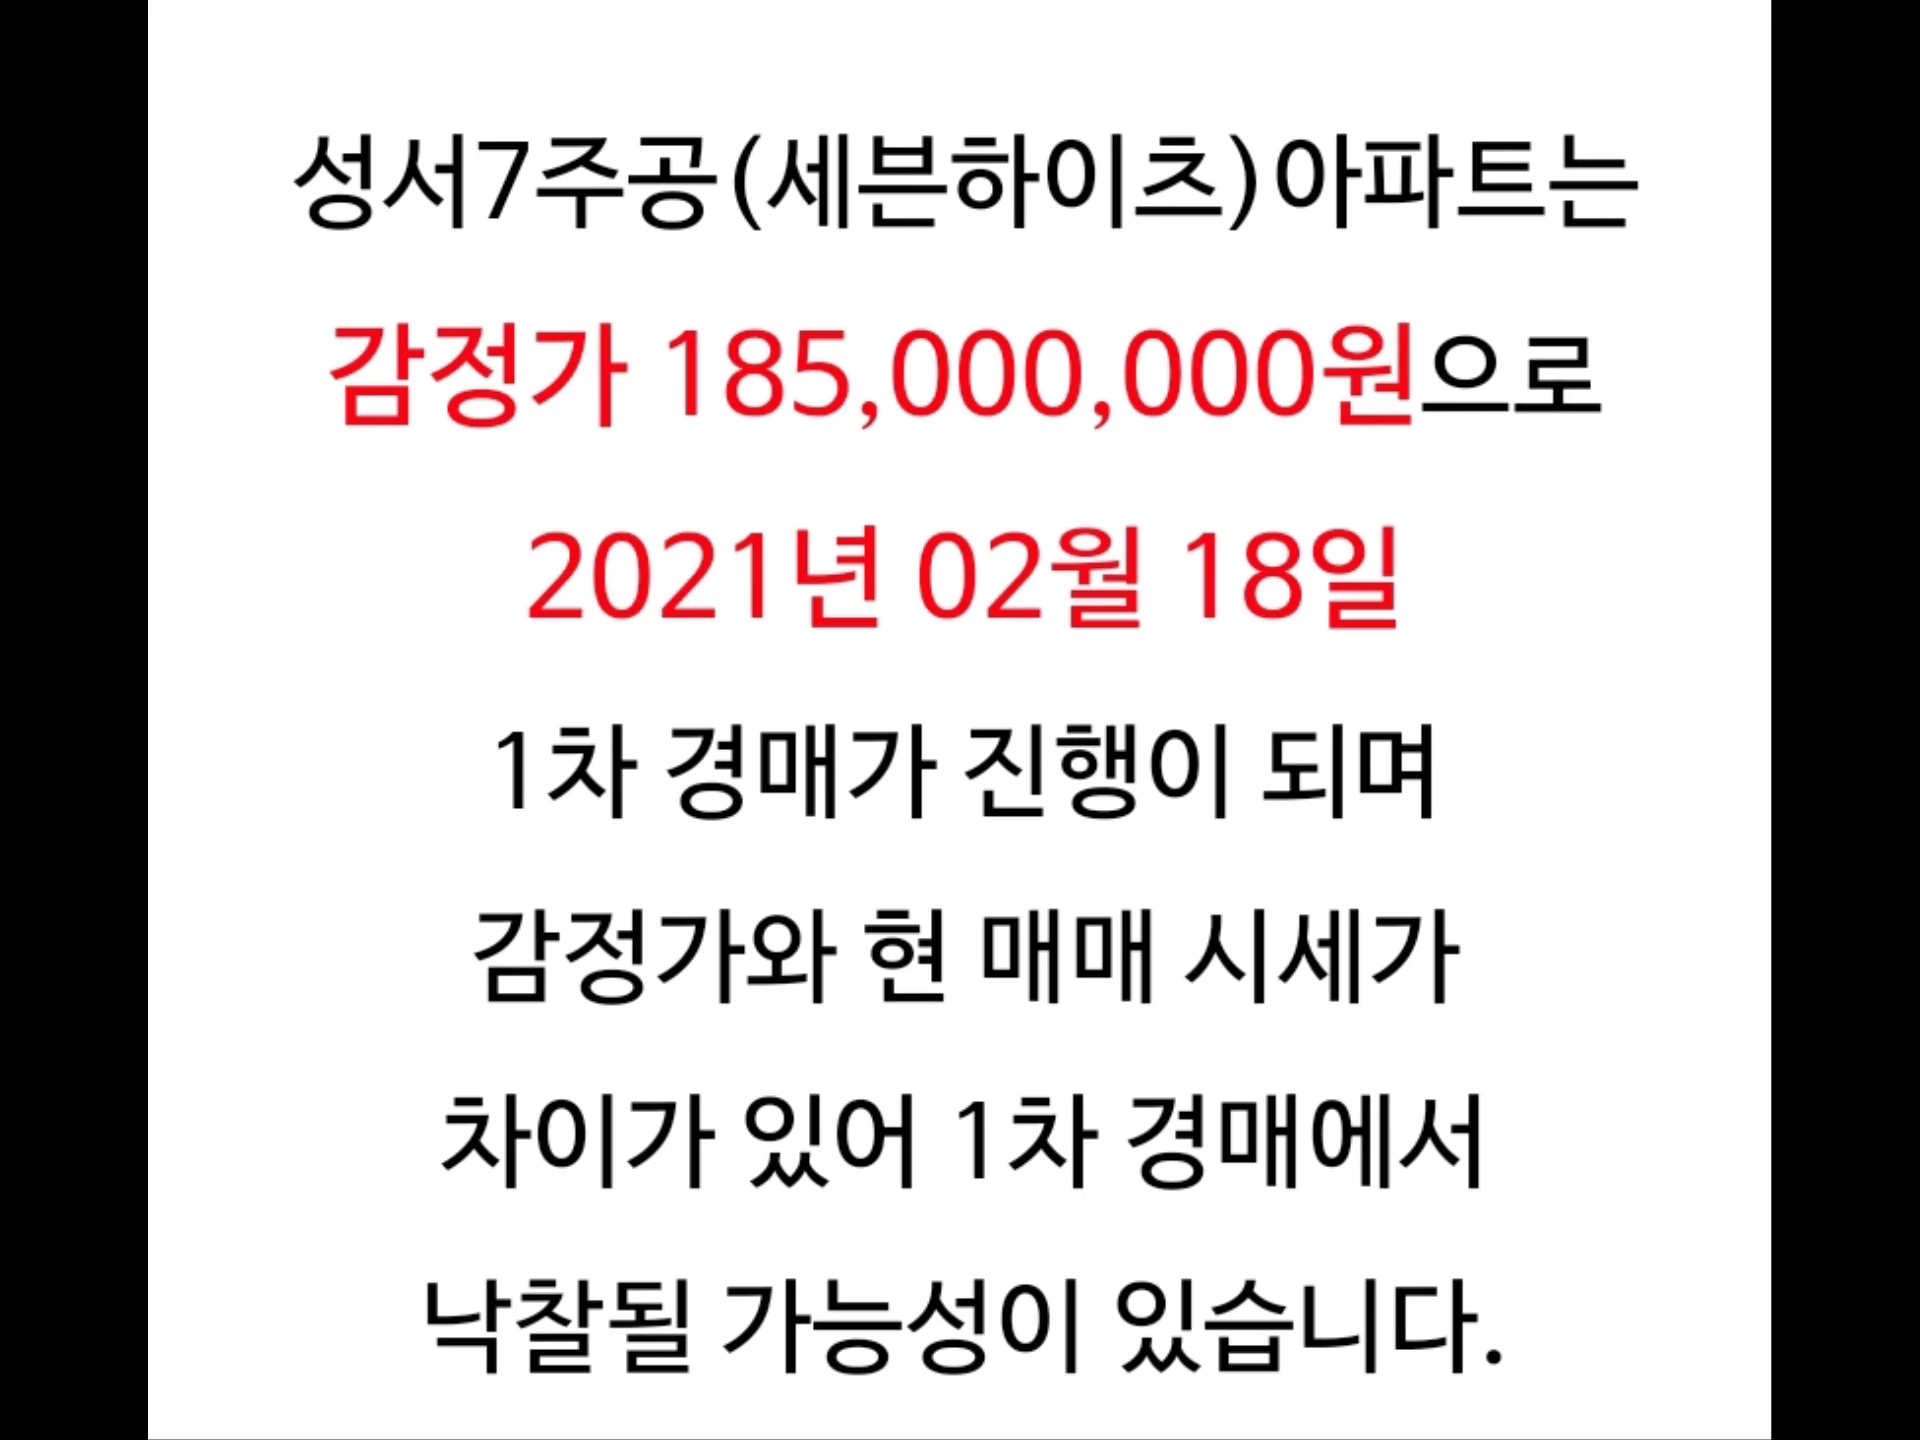 성서7주공(세븐하이츠)아파트는
감정가 185,000,000원으로
2021년 02월 18일
1차 경매가 진행이 되며
감정가와 현 매매 시세가
차이가 있어 1차 경매에서
낙찰될 가능성이 있습니다.